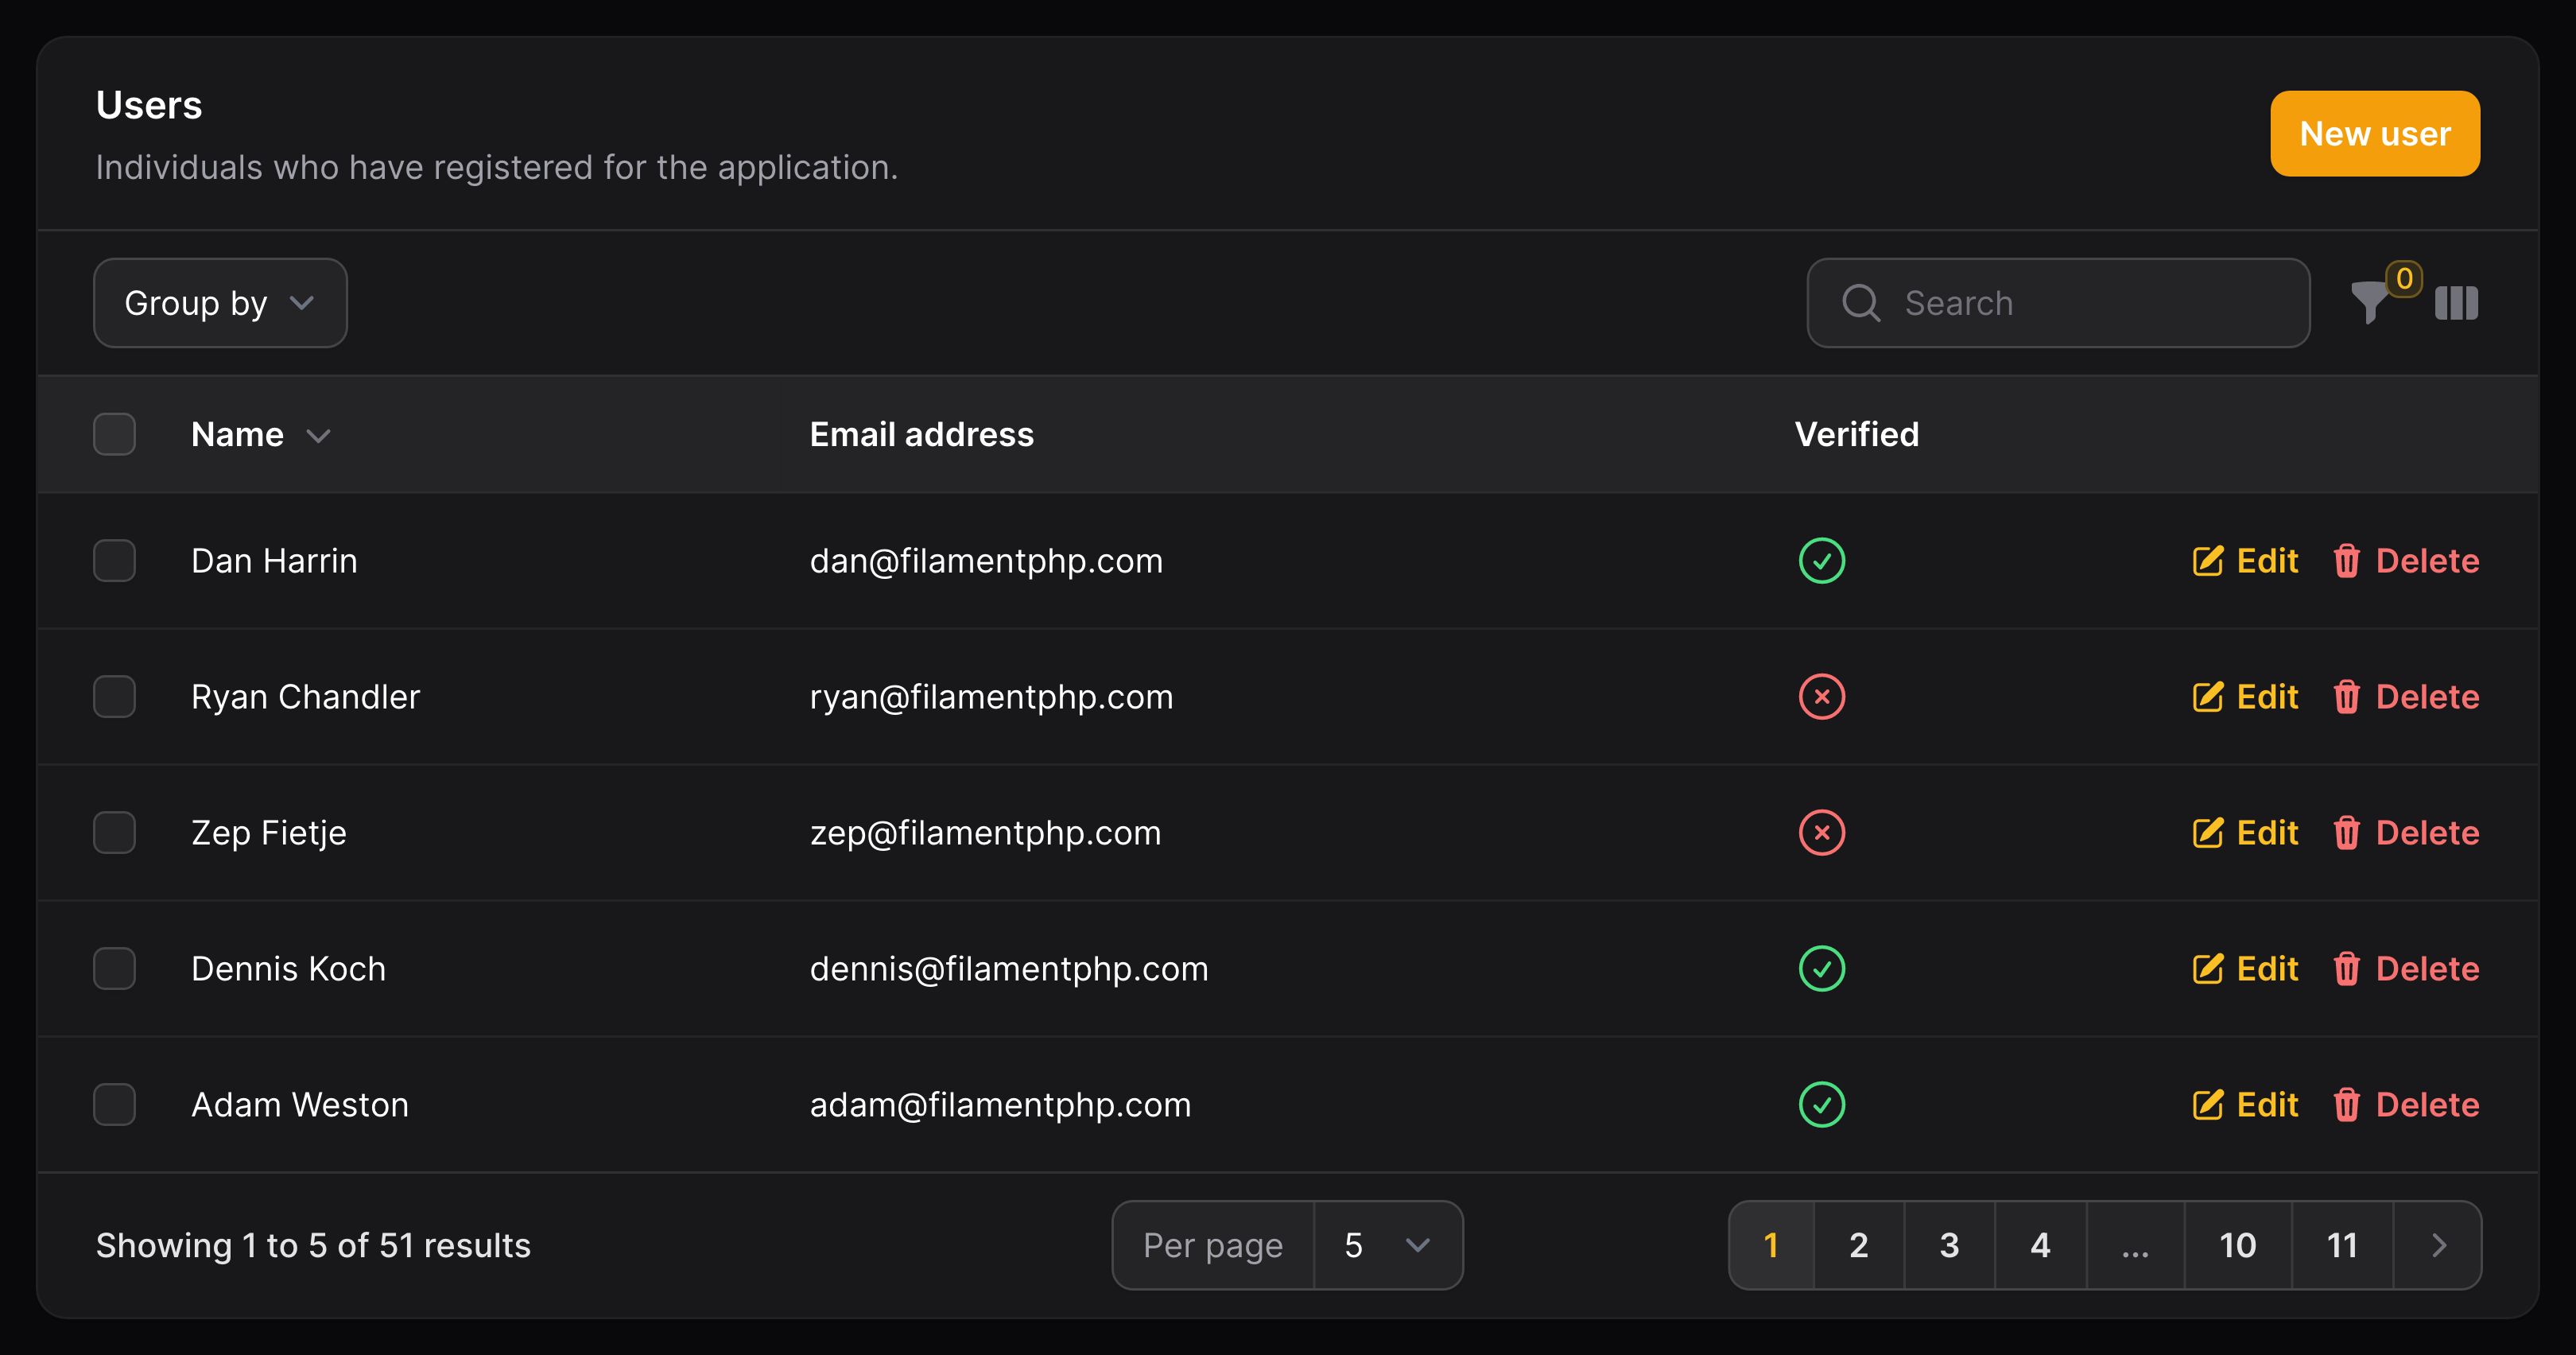 Users
New user
Individuals who have registered for the application.
Group by
Search
0
Name Email address Verified
Dan Harrin dan@filamentphp.com Edit Delete
Ryan Chandler ryan@filamentphp.com Edit Delete
Zep Fietje zep@filamentphp.com Edit Delete
Dennis Koch dennis@filamentphp.com Edit Delete
Adam Weston adam@filamentphp.com Edit Delete
Showing 1 to 5 of 51 results Per page 5 1 2 3 4 ... 10 11